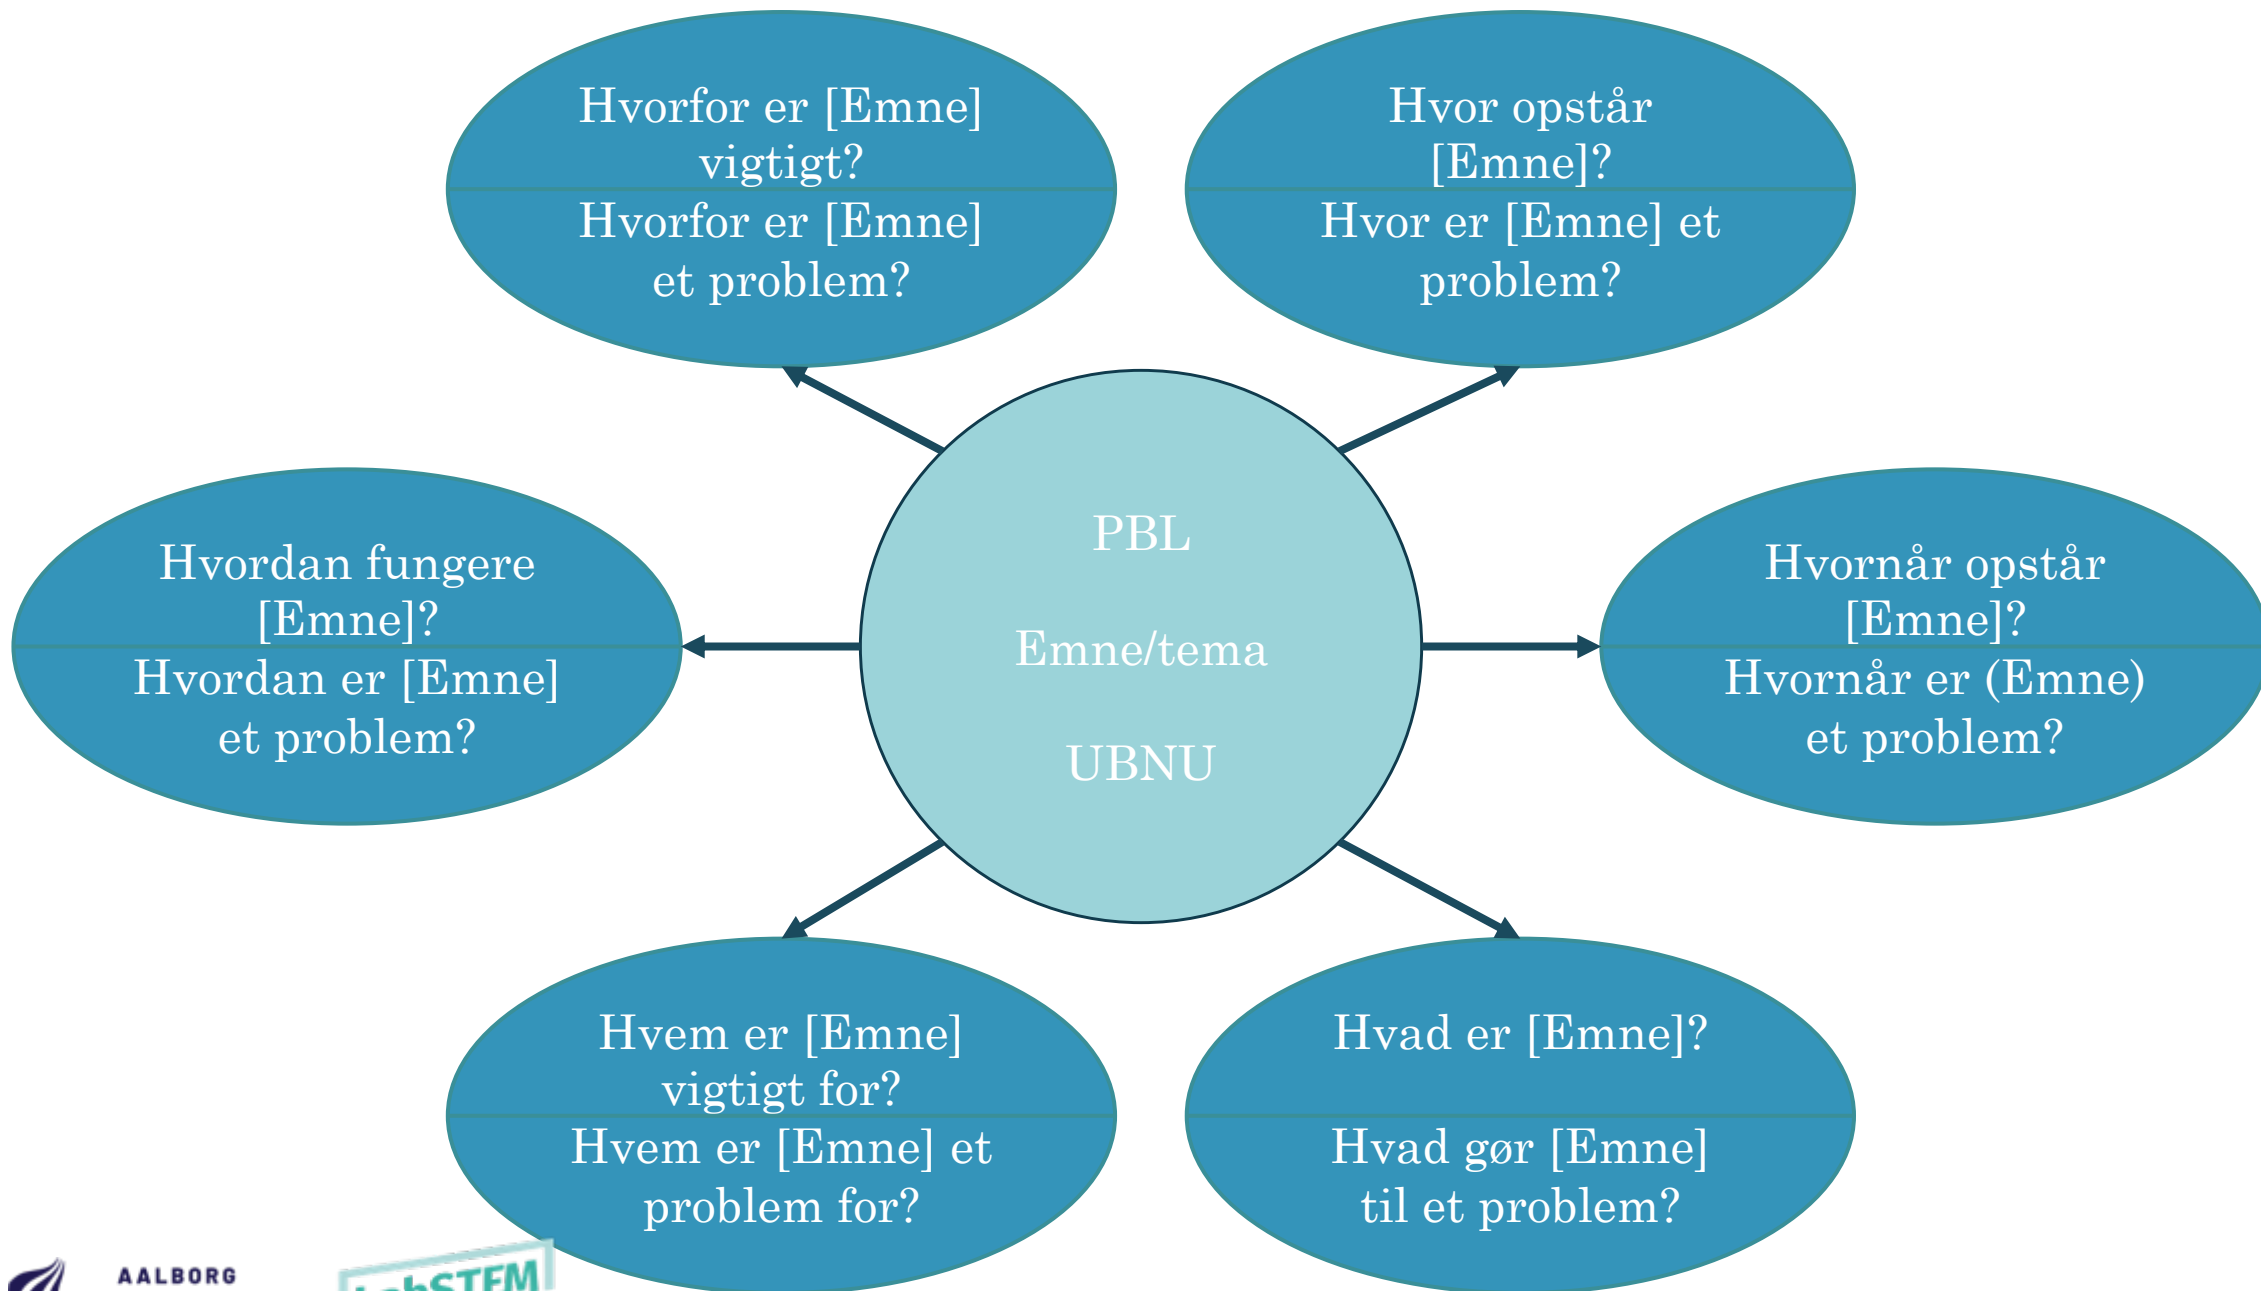 Hvorfor er [Emne]
vigtigt?
Hvorfor er [Emne]
et problem?
Hvor opstår
[Emne]?
Hvor er [Emne] et
problem?
Hvordan fungere
[Emne]?
Hvordan er [Emne]
et problem?
PBL
Emne/tema
UBNU
Hvornår opstår
[Emne]?
Hvornår er (Emne)
et problem?
Hvem er [Emne]
vigtigt for?
Hvem er [Emne] et
problem for?
Hvad er [Emne]?
Hvad gør [Emne]
til et problem?
AALBORG
LabSTEM